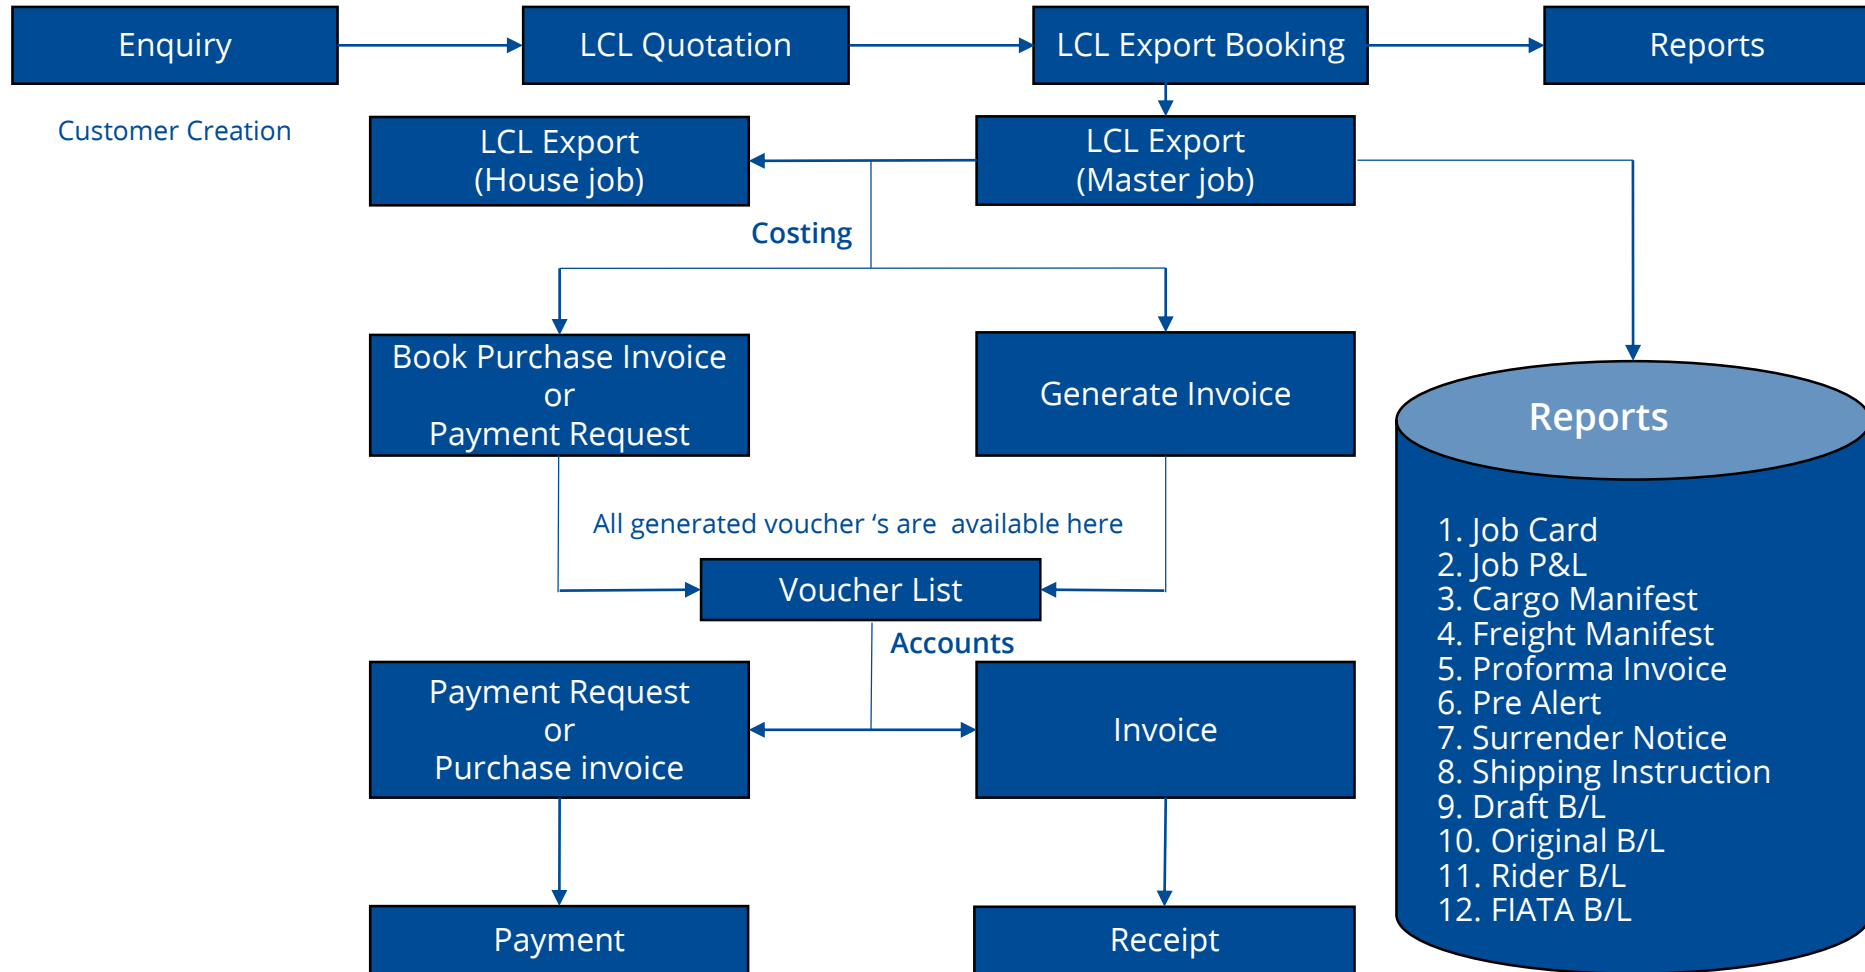 Enquiry
LCL Quotation
LCL Export Booking
Reports
Customer Creation
LCL Export
(House job)
LCL Export
(Master job)
Costing
Book Purchase Invoice
or
Payment Request
Generate Invoice
All generated voucher ‘s are  available here
Voucher List
Accounts
Payment Request
or
Purchase invoice
Invoice
Payment
Receipt
Reports
1. Job Card
2. Job P&L
3. Cargo Manifest
4. Freight Manifest
5. Proforma Invoice
6. Pre Alert
7. Surrender Notice
8. Shipping Instruction
9. Draft B/L
10. Original B/L
11. Rider B/L
12. FIATA B/L